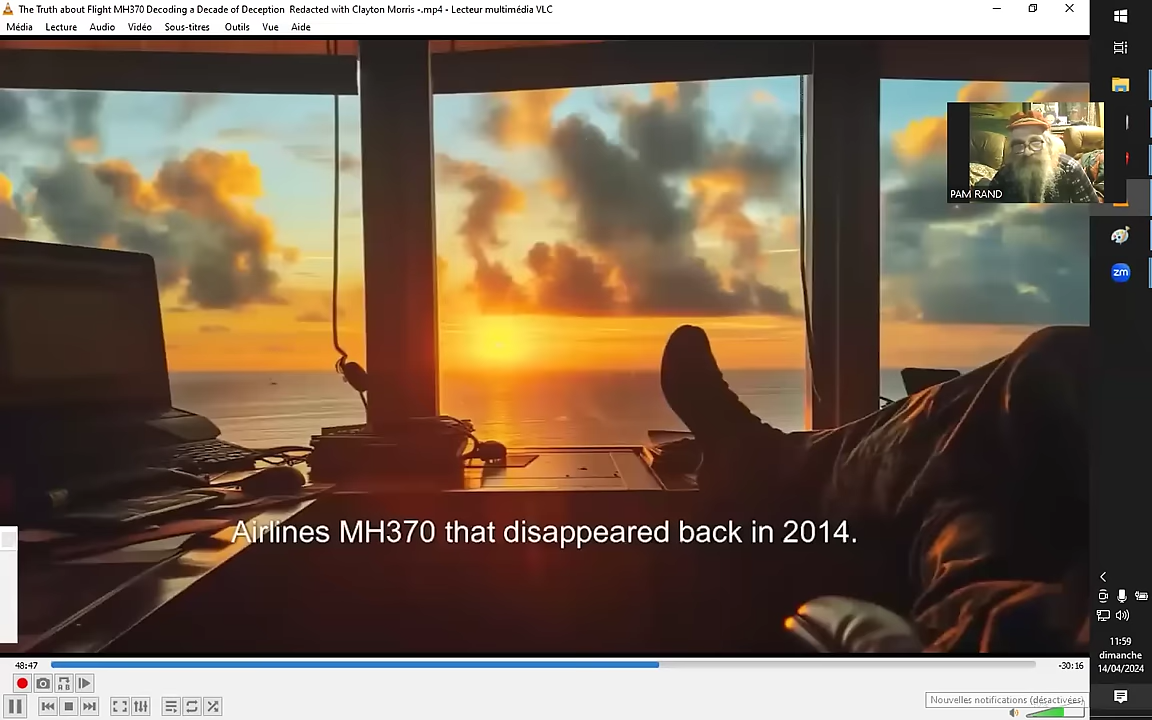 The Truth about Flight MH370 Decoding a Decade of Deception  Redacted with Clayton Morris -.mp4 - Lecteur multimédia VLC
Média Lecture Audio Vidéo Sous-titres Outils Vue Aide
PAM RAND
zm
Airlines MH370 that disappeared back in 2014.
11:59
dimanche
14/04/2024
48:47
-30:16
Nouvelles notifications (désactivées)